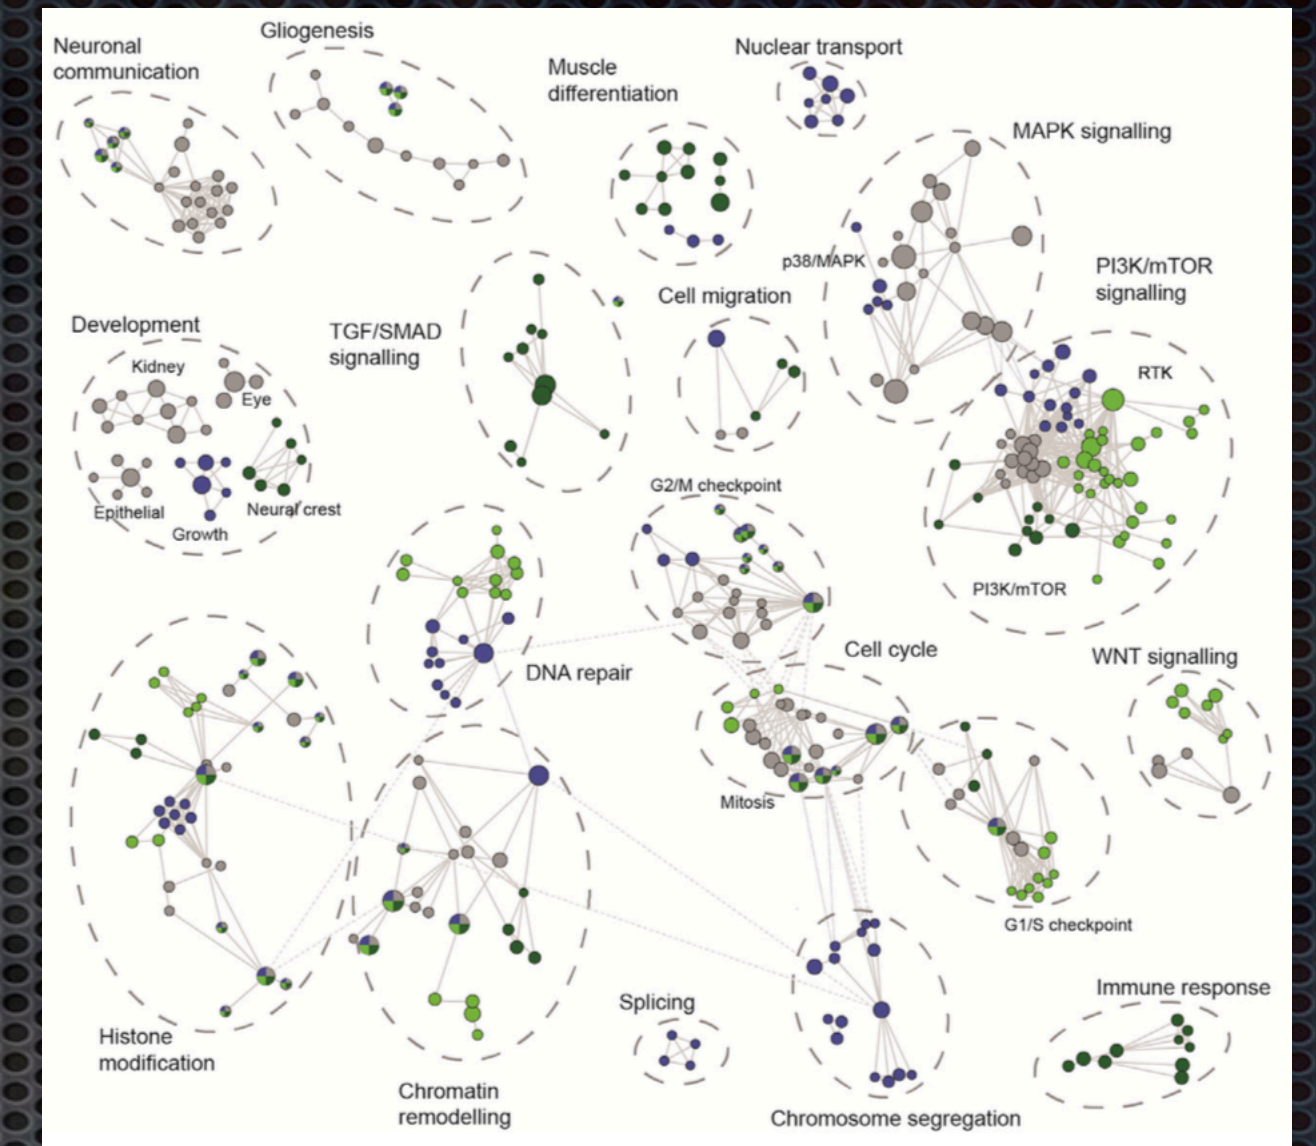 Gliogenesis
Neuronal
communication
Nuclear transport
Muscle
differentiation
MAPK signalling
p38/MAPK
PI3K/mTOR
signalling
Cell migration
Development
TGF/SMAD
signalling
Kidney
Eye
RTK
G2/M checkpoint
Epithelial
Neural crest
Growth
PI3K/mTOR
Cell cycle
WNT signalling
DNA repair
Mitosis
G1/S checkpoint
Immune response
Splicing
Histone
modification
Chromatin
remodelling
Chromosome segregation